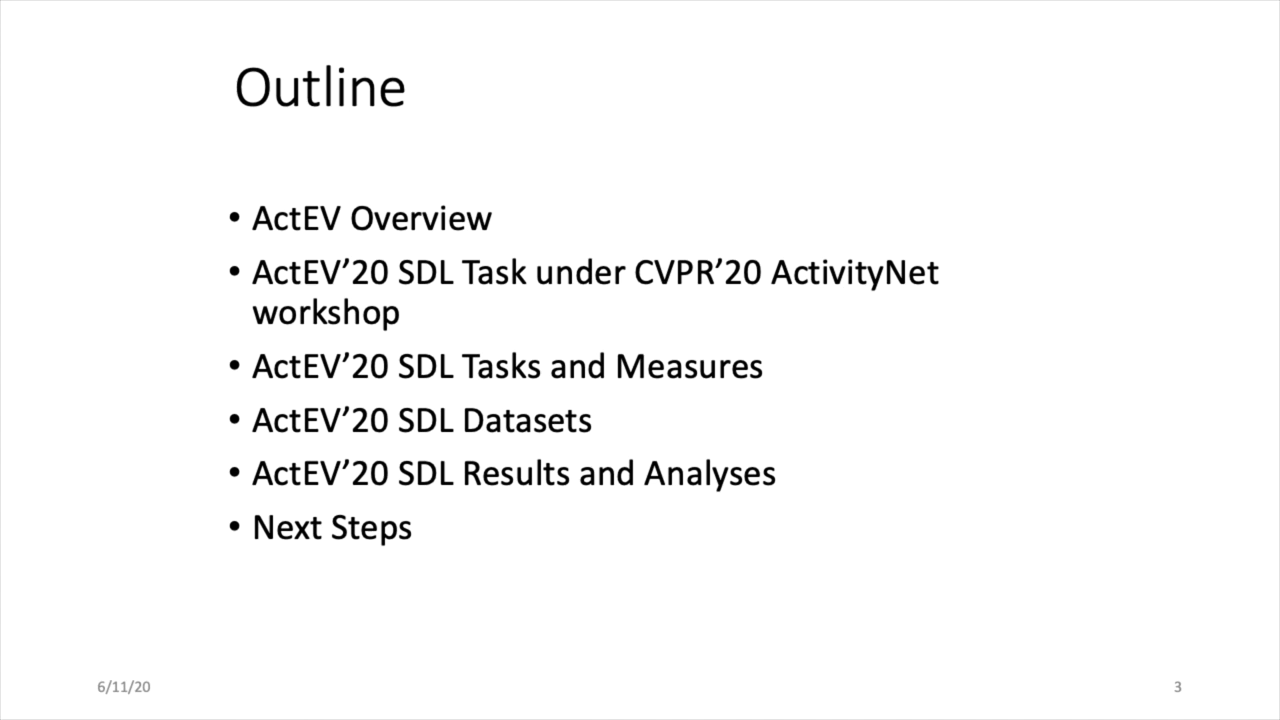 Outline
• ActEV Overview
• ActEV’20 SDL Task under CVPR’20 ActivityNet
workshop
• ActEV’20 SDL Tasks and Measures
• ActEV’20 SDL Datasets
• ActEV’20 SDL Results and Analyses
• Next Steps
6/11/20
3